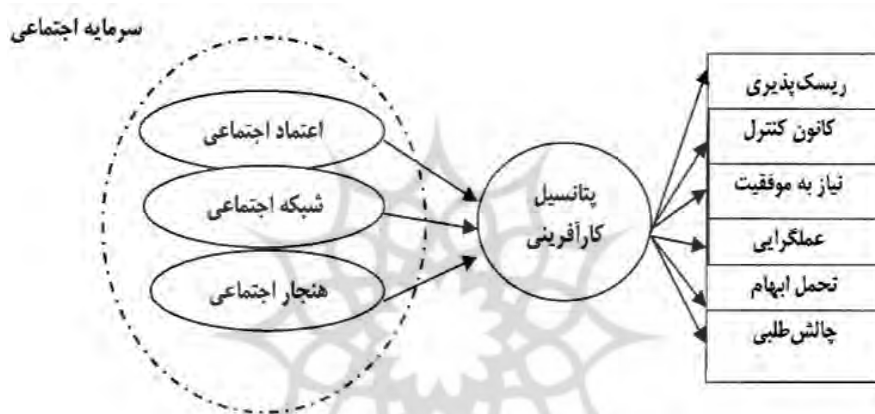 سرمایه اجتماعی
اعتماد اجتماعی
شبکه اجتماعی
هنجار اجتماعی
پتانسیل
کارآفرینی
ریسک‌پذیری
کانون کنترل
نیاز به موفقیت
عملگرایی
تحمل ابهام
چالش‌طلبی